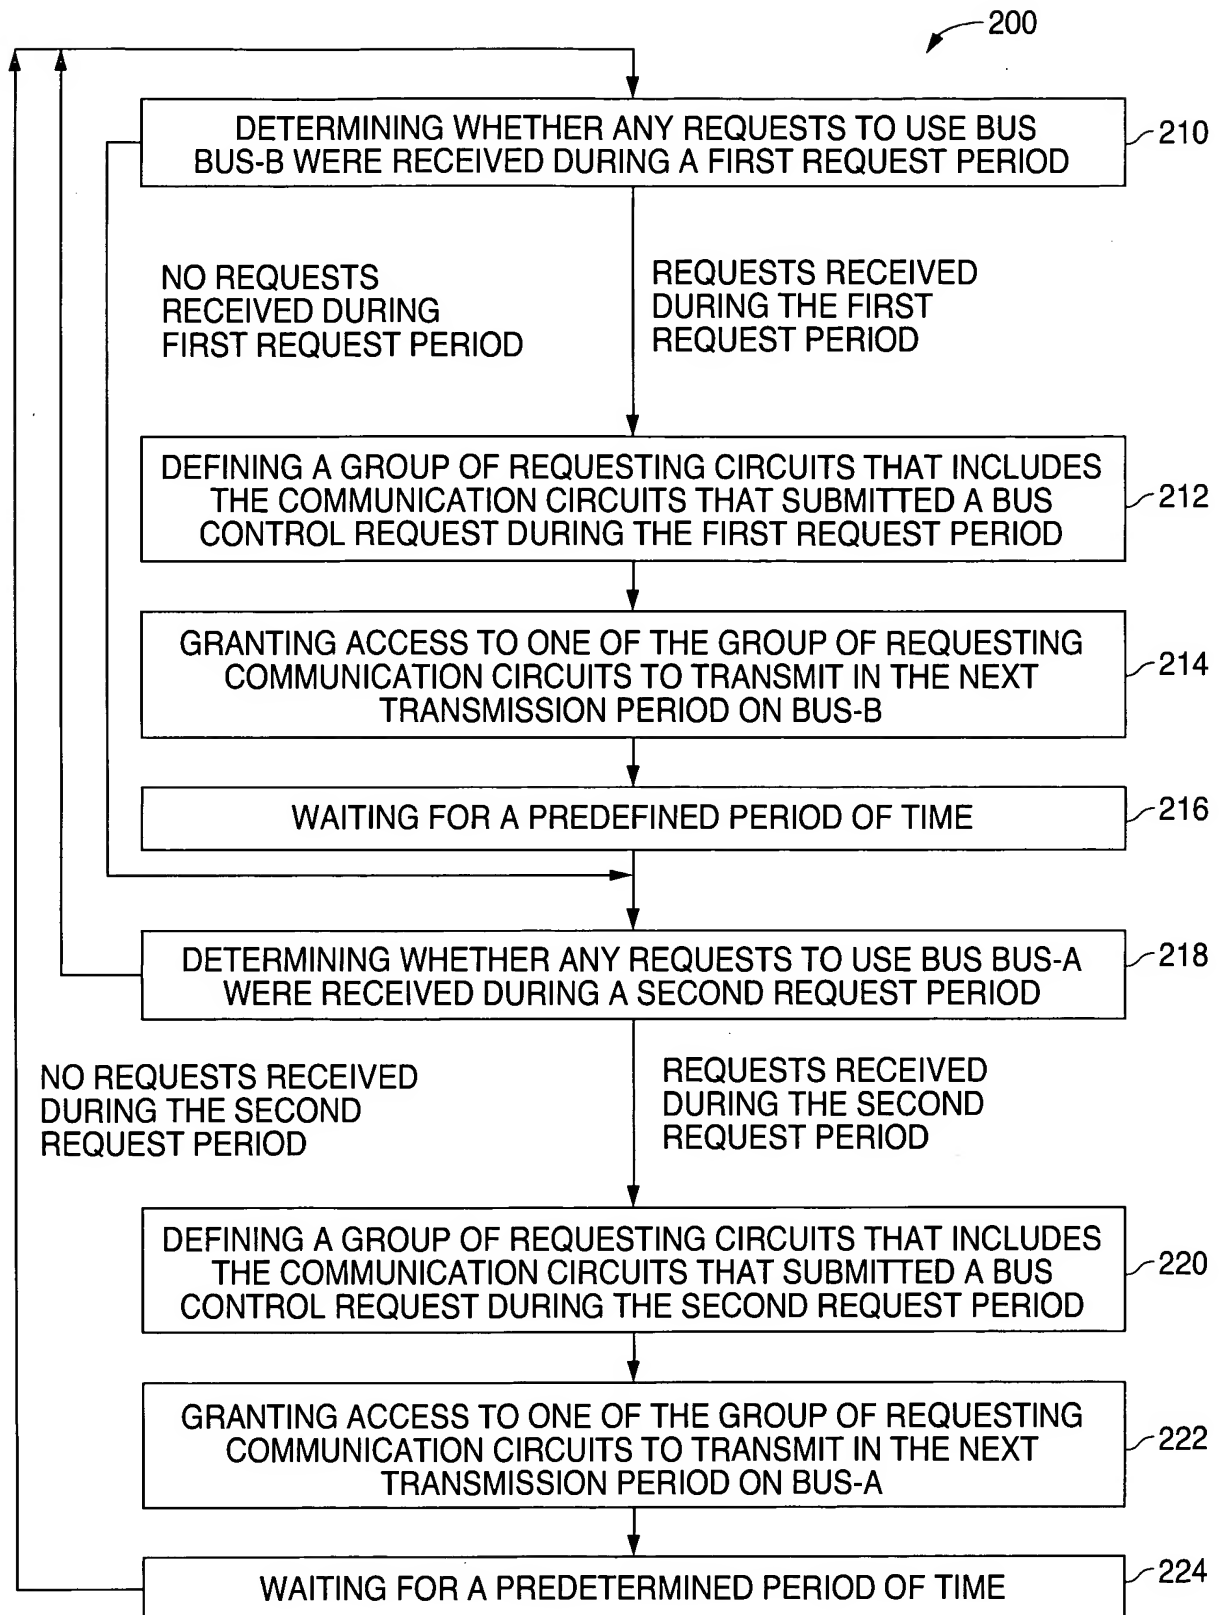 200
DETERMINING WHETHER ANY REQUESTS TO USE BUS
BUS-B WERE RECEIVED DURING A FIRST REQUEST PERIOD
210
NO REQUESTS
RECEIVED DURING
FIRST REQUEST PERIOD
REQUESTS RECEIVED
DURING THE FIRST
REQUEST PERIOD
DEFINING A GROUP OF REQUESTING CIRCUITS THAT INCLUDES
THE COMMUNICATION CIRCUITS THAT SUBMITTED A BUS
CONTROL REQUEST DURING THE FIRST REQUEST PERIOD
212
GRANTING ACCESS TO ONE OF THE GROUP OF REQUESTING
COMMUNICATION CIRCUITS TO TRANSMIT IN THE NEXT
TRANSMISSION PERIOD ON BUS-B
214
WAITING FOR A PREDEFINED PERIOD OF TIME
216
DETERMINING WHETHER ANY REQUESTS TO USE BUS BUS-A
WERE RECEIVED DURING A SECOND REQUEST PERIOD
218
NO REQUESTS RECEIVED
DURING THE SECOND
REQUEST PERIOD
REQUESTS RECEIVED
DURING THE SECOND
REQUEST PERIOD
DEFINING A GROUP OF REQUESTING CIRCUITS THAT INCLUDES
THE COMMUNICATION CIRCUITS THAT SUBMITTED A BUS
CONTROL REQUEST DURING THE SECOND REQUEST PERIOD
220
GRANTING ACCESS TO ONE OF THE GROUP OF REQUESTING
COMMUNICATION CIRCUITS TO TRANSMIT IN THE NEXT
TRANSMISSION PERIOD ON BUS-A
222
WAITING FOR A PREDETERMINED PERIOD OF TIME
224